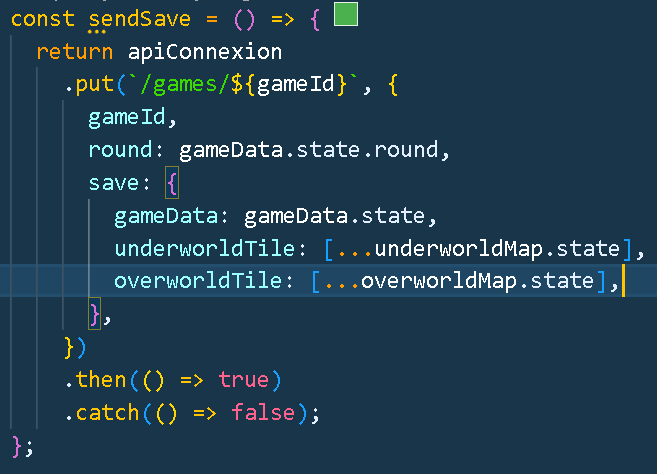 const sendSave = () => {
return apiConnexion
.put(`/games/${gameId}`, {
gameId,
round: gameData.state.round,
save: {
gameData: gameData.state,
underworldTile: [...underworldMap.state],
overworldTile: [...overworldMap.state],
},
})
.then(() => true)
.catch(() => false);
};